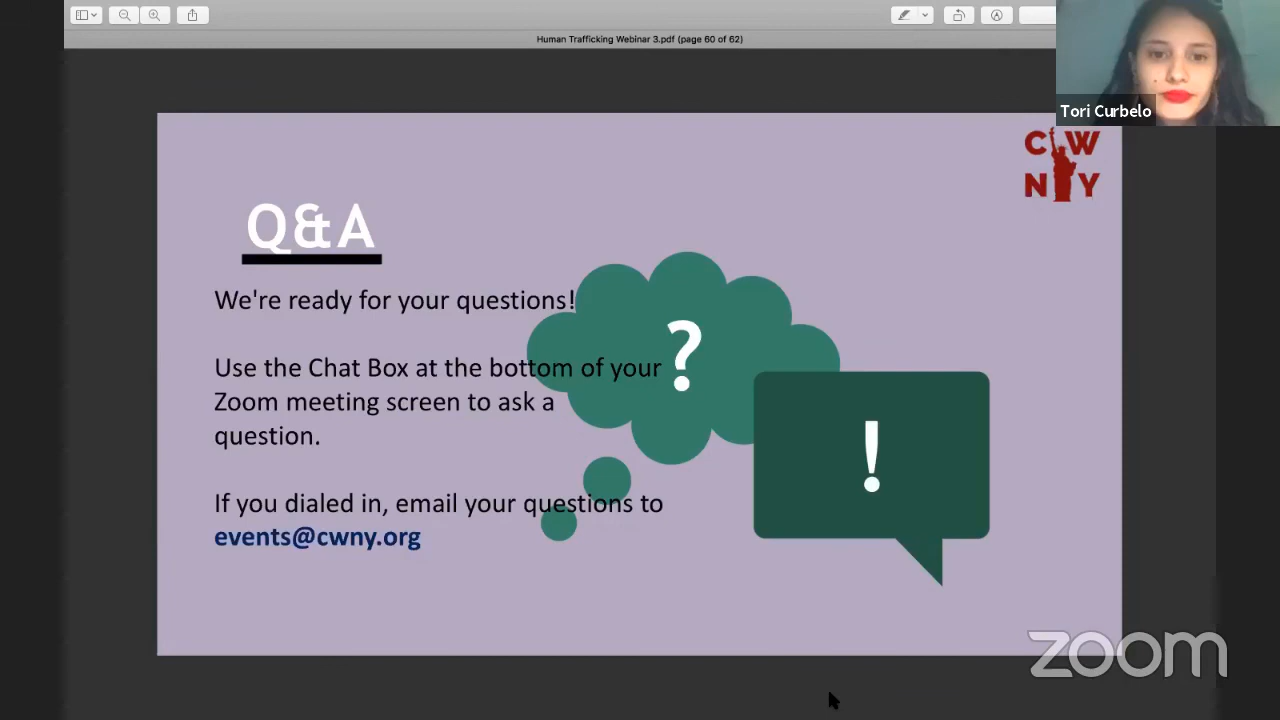 Human Trafficking Webinar 3.pdf (page 60 of 62)
Tori Curbelo
C W
N Y
Q&A
We're ready for your questions!
?
Use the Chat Box at the bottom of your
Zoom meeting screen to ask a
question.
!
If you dialed in, email your questions to
events@cwny.org
zoom